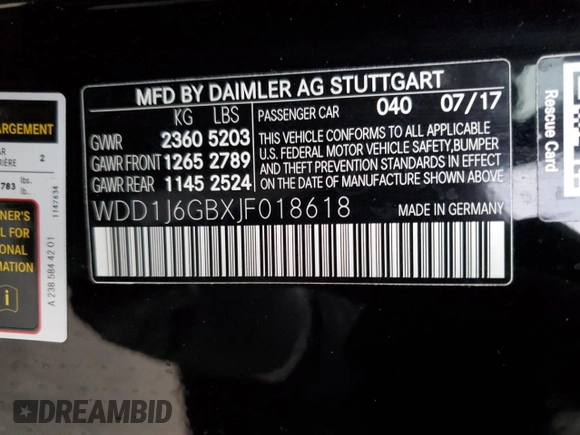 MFD BY DAIMLER AG STUTTGART
KG LBS
GVWR 2360 5203
GAWR FRONT 1265 2789
GAWR REAR 1145 2524
PASSENGER CAR 040 07/17
THIS VEHICLE CONFORMS TO ALL APPLICABLE
U.S. FEDERAL MOTOR VEHICLE SAFETY, BUMPER
AND THEFT PREVENTION STANDARDS IN EFFECT
ON THE DATE OF MANUFACTURE SHOWN ABOVE
WDD1J6GBXJF018618
MADE IN GERMANY
ARGEMENT
AR
IÈRE 2
783 lbs.
lb.
NER'S
L FOR
ONAL
MATION
i
1147634
A 238 584 42 01
Rescue Card
DREAMBID